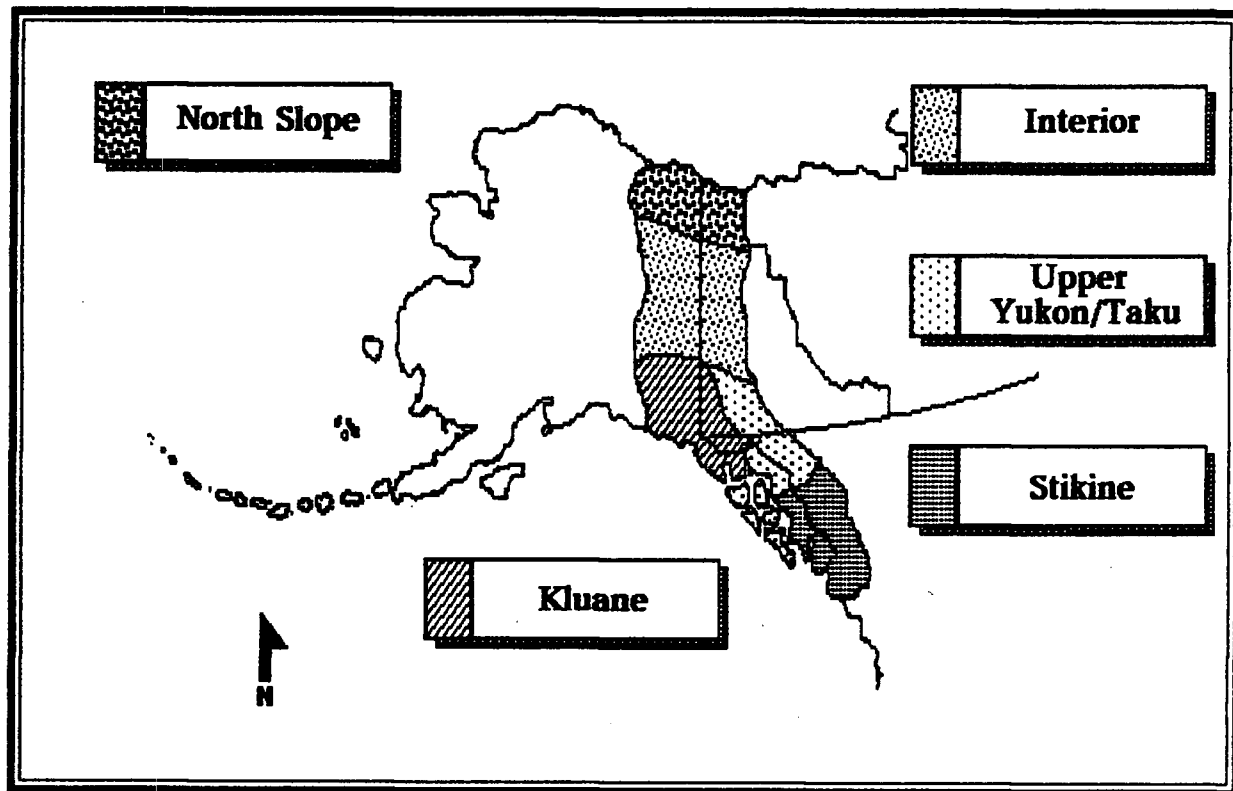 North Slope
Interior
Upper
Yukon/Taku
Stikine
Kluane
N